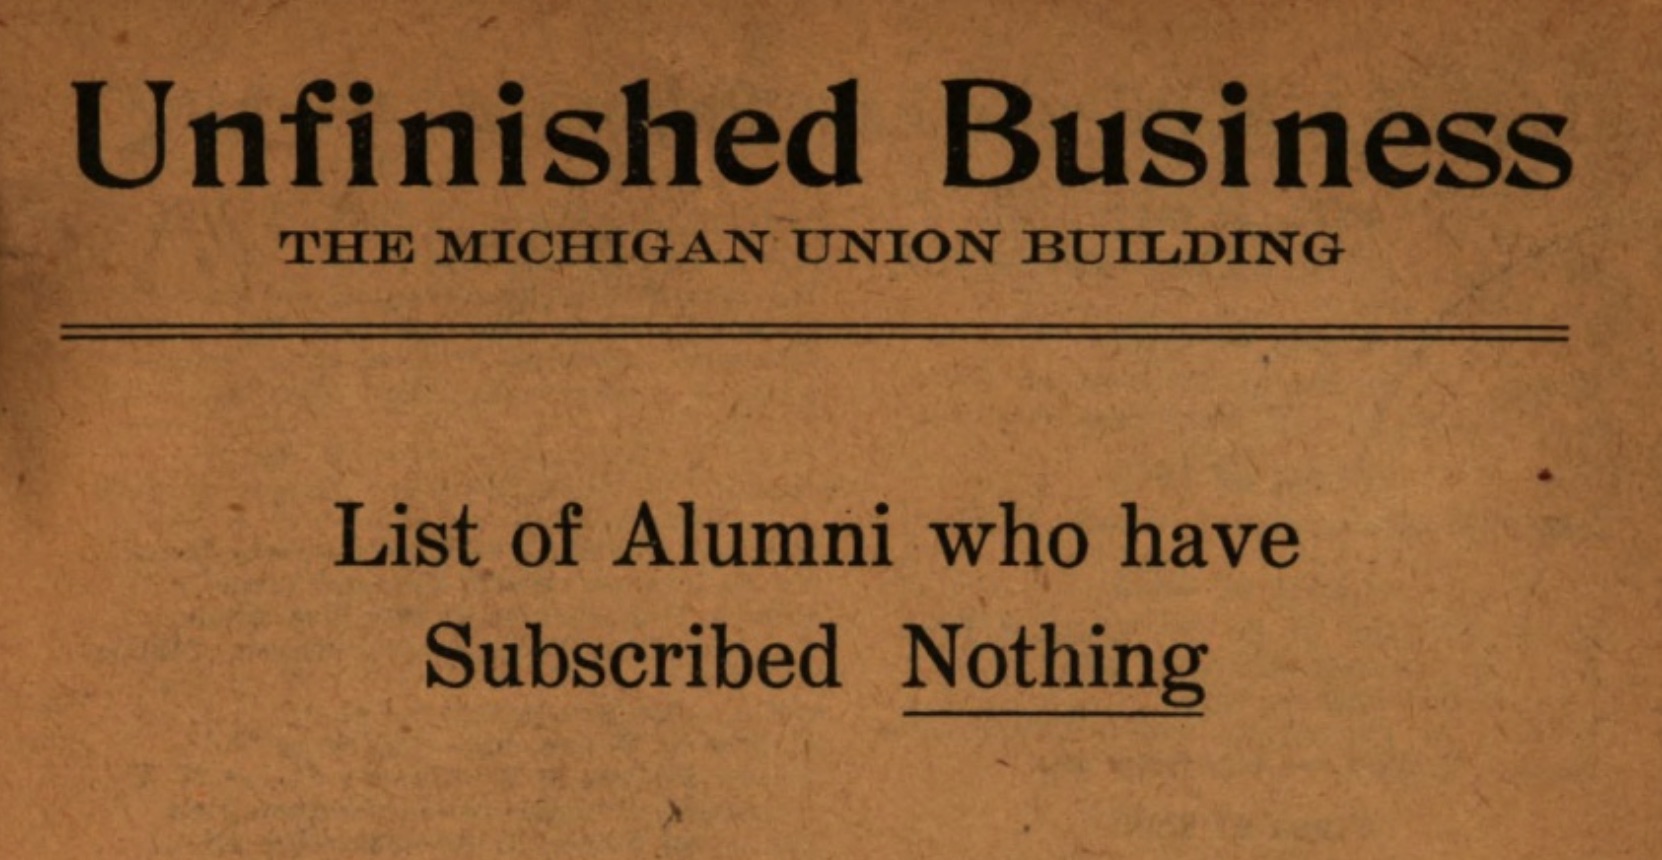 Unfinished Business
THE MICHIGAN UNION BUILDING
List of Alumni who have
Subscribed Nothing